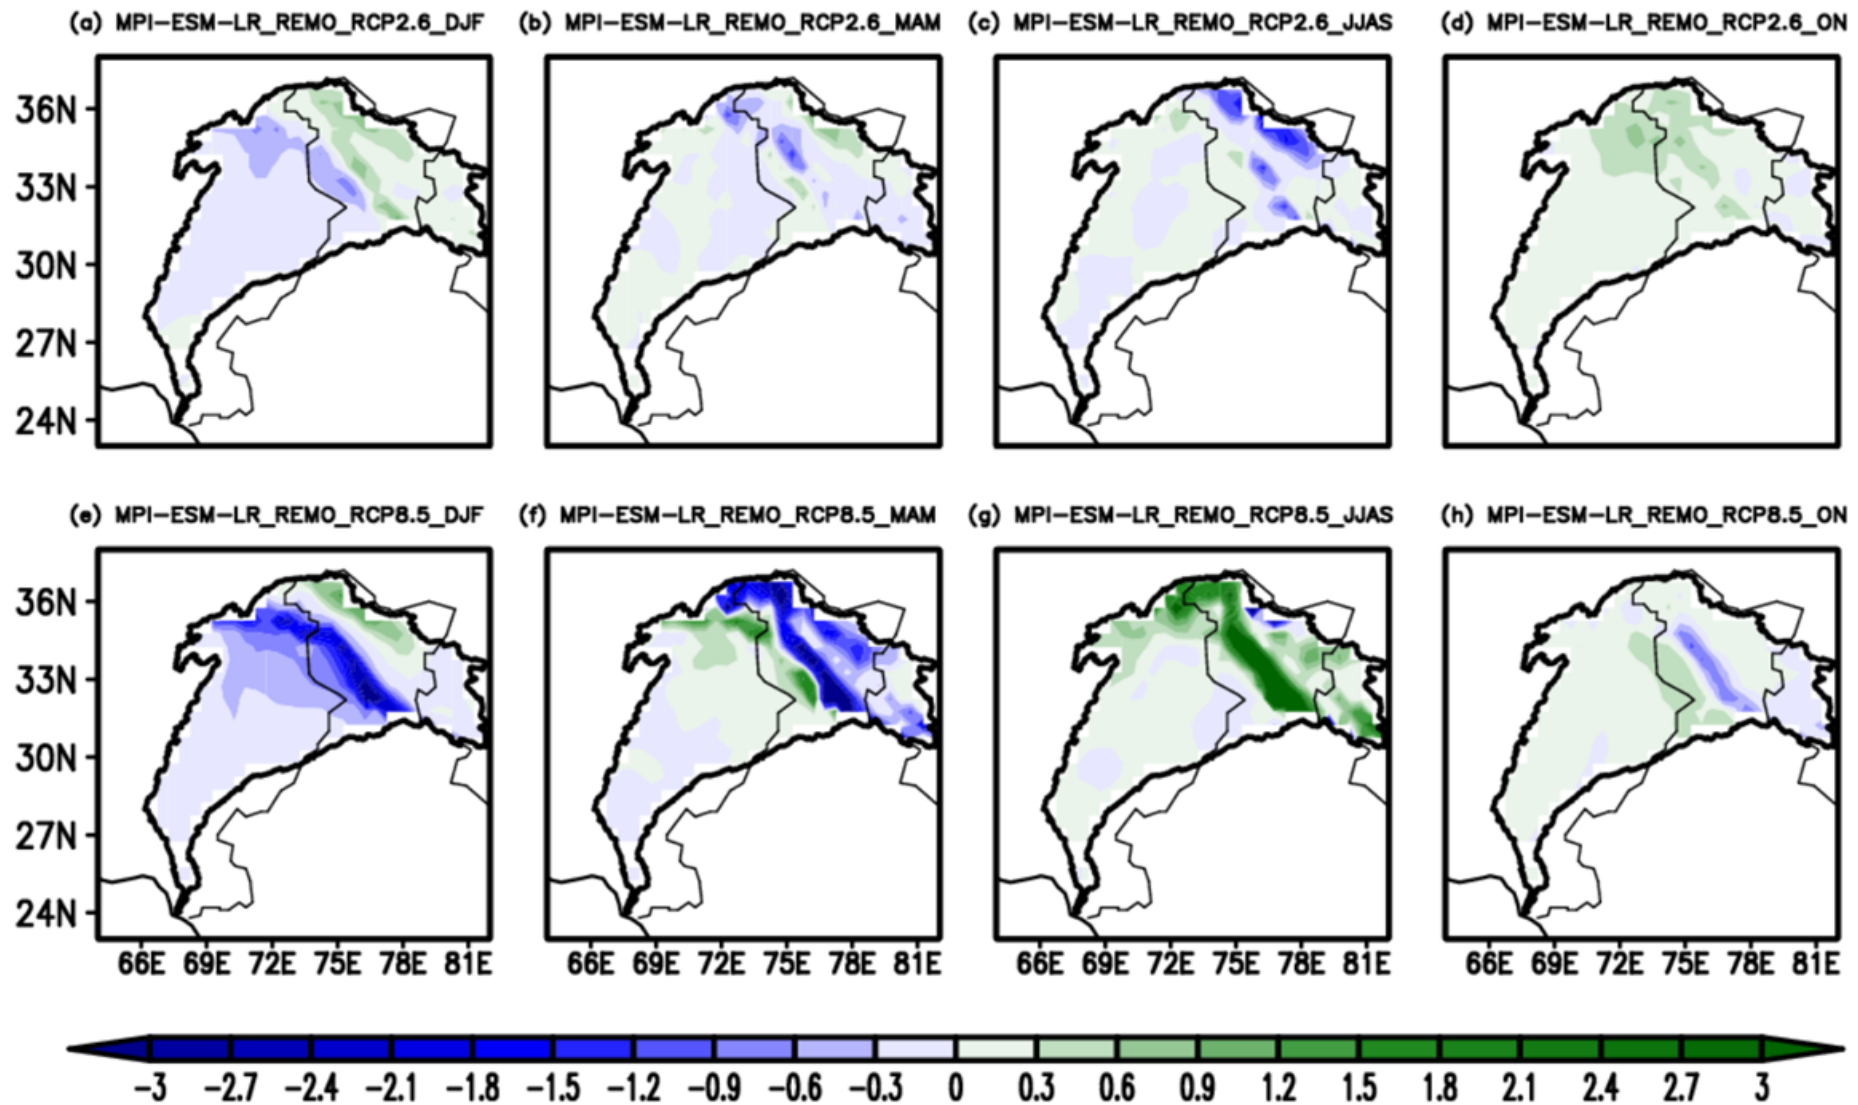 (a) MPI-ESM-LR_REMO_RCP2.6_DJF (b) MPI-ESM-LR_REMO_RCP2.6_MAM (c) MPI-ESM-LR_REMO_RCP2.6_JJAS (d) MPI-ESM-LR_REMO_RCP2.6_ON
36N
33N
30N
27N
24N
(e) MPI-ESM-LR_REMO_RCP8.5_DJF (f) MPI-ESM-LR_REMO_RCP8.5_MAM (g) MPI-ESM-LR_REMO_RCP8.5_JJAS (h) MPI-ESM-LR_REMO_RCP8.5_ON
36N
33N
30N
27N
24N
66E 69E 72E 75E 78E 81E 66E 69E 72E 75E 78E 81E 66E 69E 72E 75E 78E 81E 66E 69E 72E 75E 78E 81E
-3 -2.7 -2.4 -2.1 -1.8 -1.5 -1.2 -0.9 -0.6 -0.3 0 0.3 0.6 0.9 1.2 1.5 1.8 2.1 2.4 2.7 3